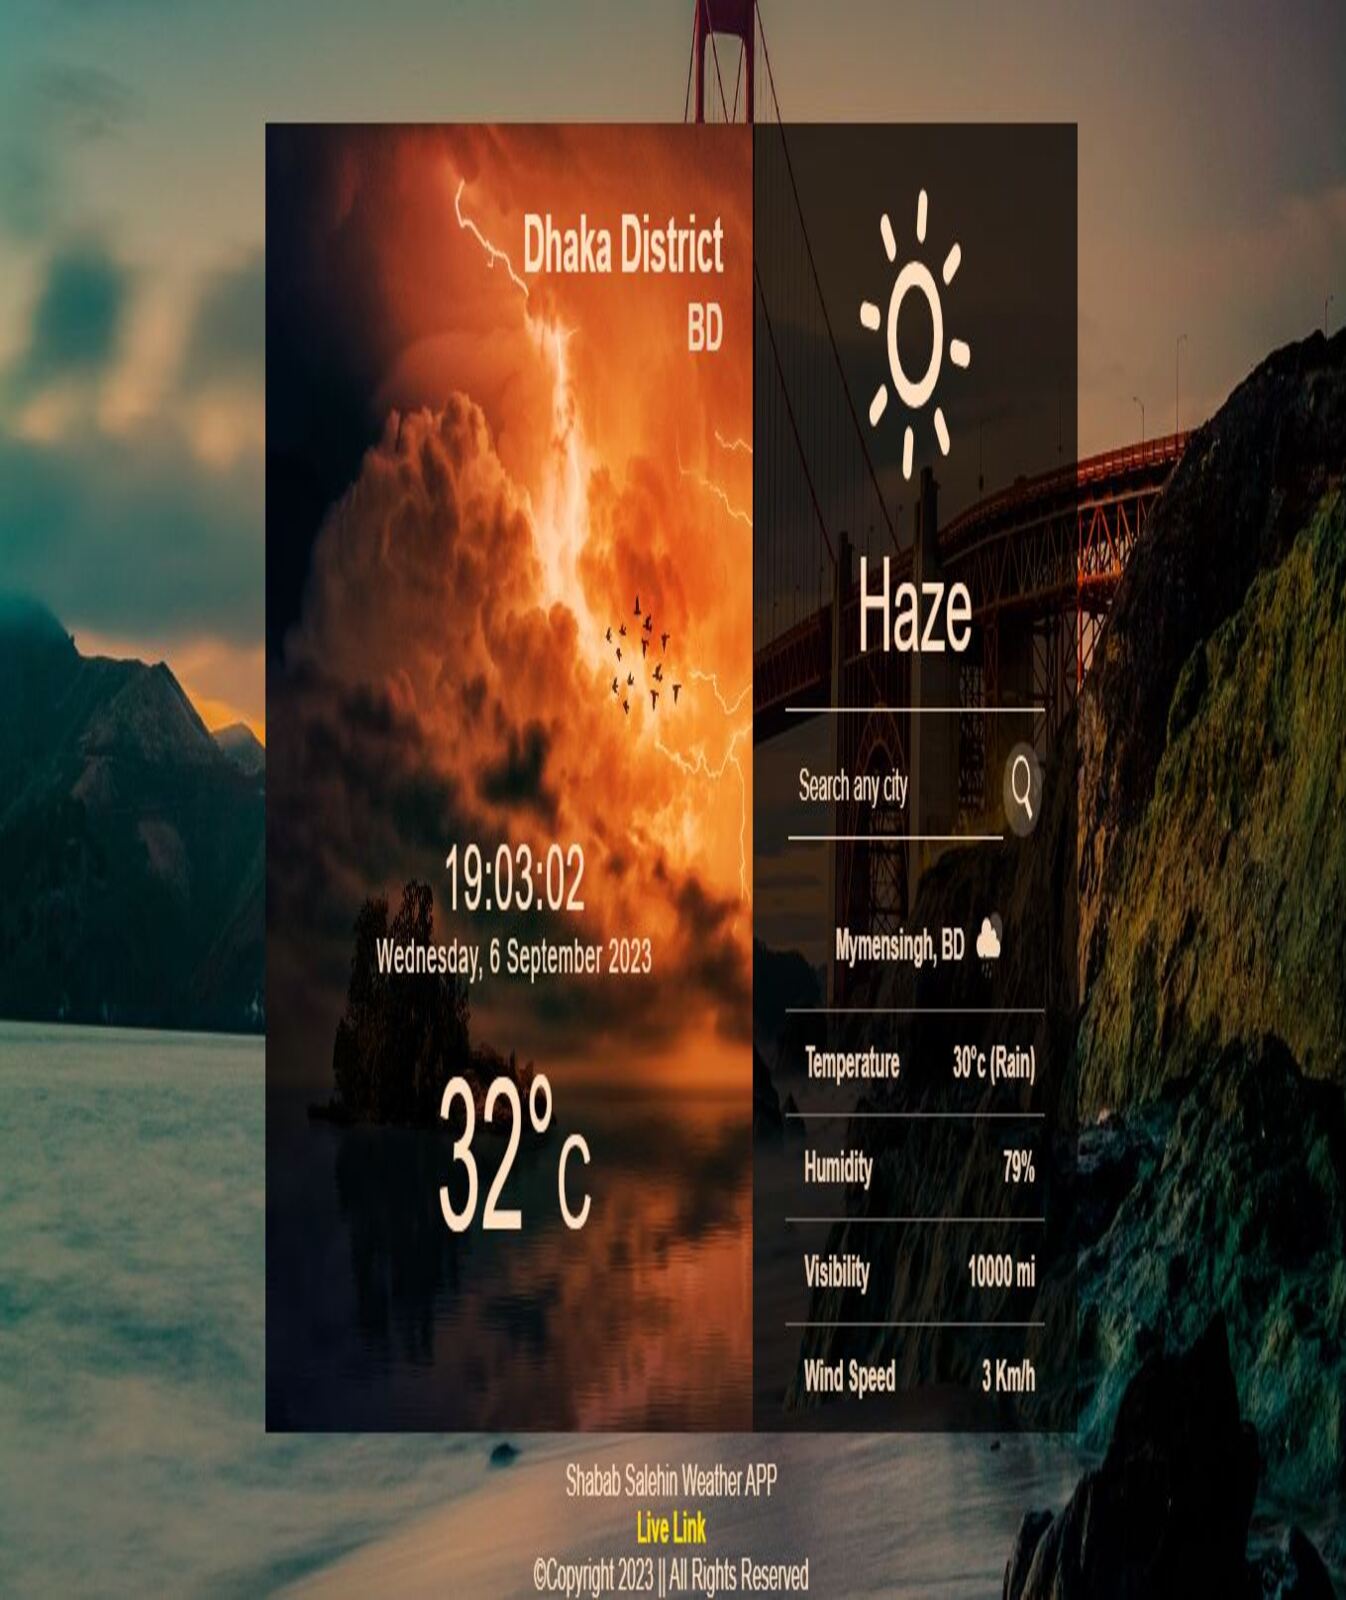 Dhaka District
BD
19:03:02
Wednesday, 6 September 2023
32°c
Haze
Search any city
Mymensingh, BD
Temperature 30°c (Rain)
Humidity 79%
Visibility 10000 mi
Wind Speed 3 Km/h
Shabab Salehin Weather APP
Live Link
©Copyright 2023 || All Rights Reserved